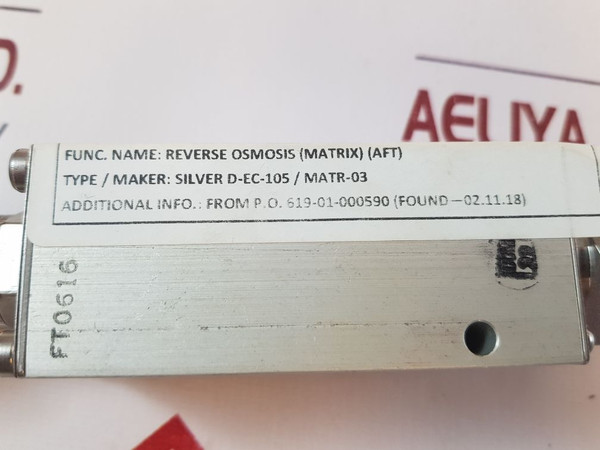 D.
AELIYA
FUNC. NAME: REVERSE OSMOSIS (MATRIX) (AFT)
TYPE / MAKER: SILVER D-EC-105 / MATR-03
ADDITIONAL INFO.: FROM P.O. 619-01-000590 (FOUND – 02.11.18)
FT0616